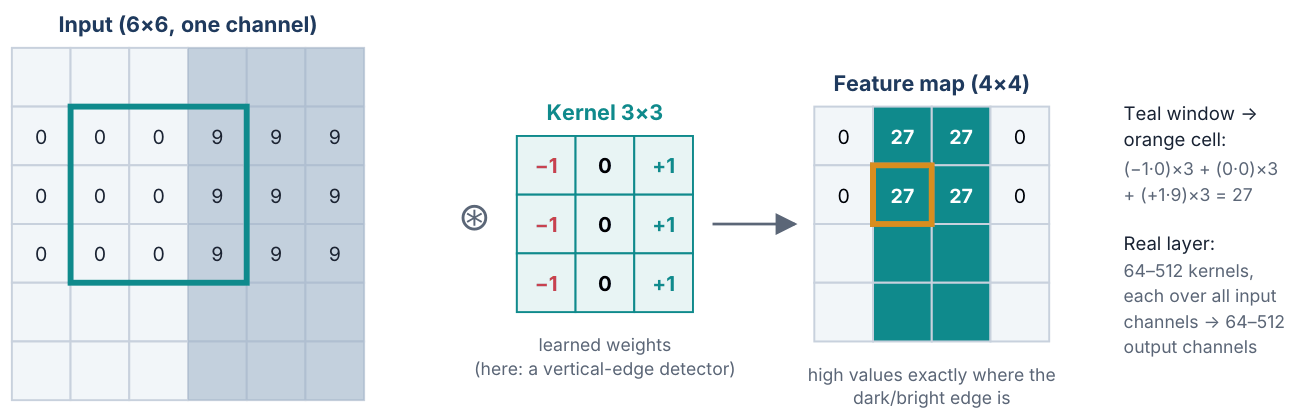 Input (6×6, one channel)
0 0 0 9 9 9
0 0 0 9 9 9
0 0 0 9 9 9
⊛
Kernel 3×3
−1 0 +1
−1 0 +1
−1 0 +1
learned weights
(here: a vertical-edge detector)
Feature map (4×4)
0 27 27 0
0 27 27 0
high values exactly where the
dark/bright edge is
Teal window →
orange cell:
(−1·0)×3 + (0·0)×3
+ (+1·9)×3 = 27
Real layer:
64–512 kernels,
each over all input
channels → 64–512
output channels